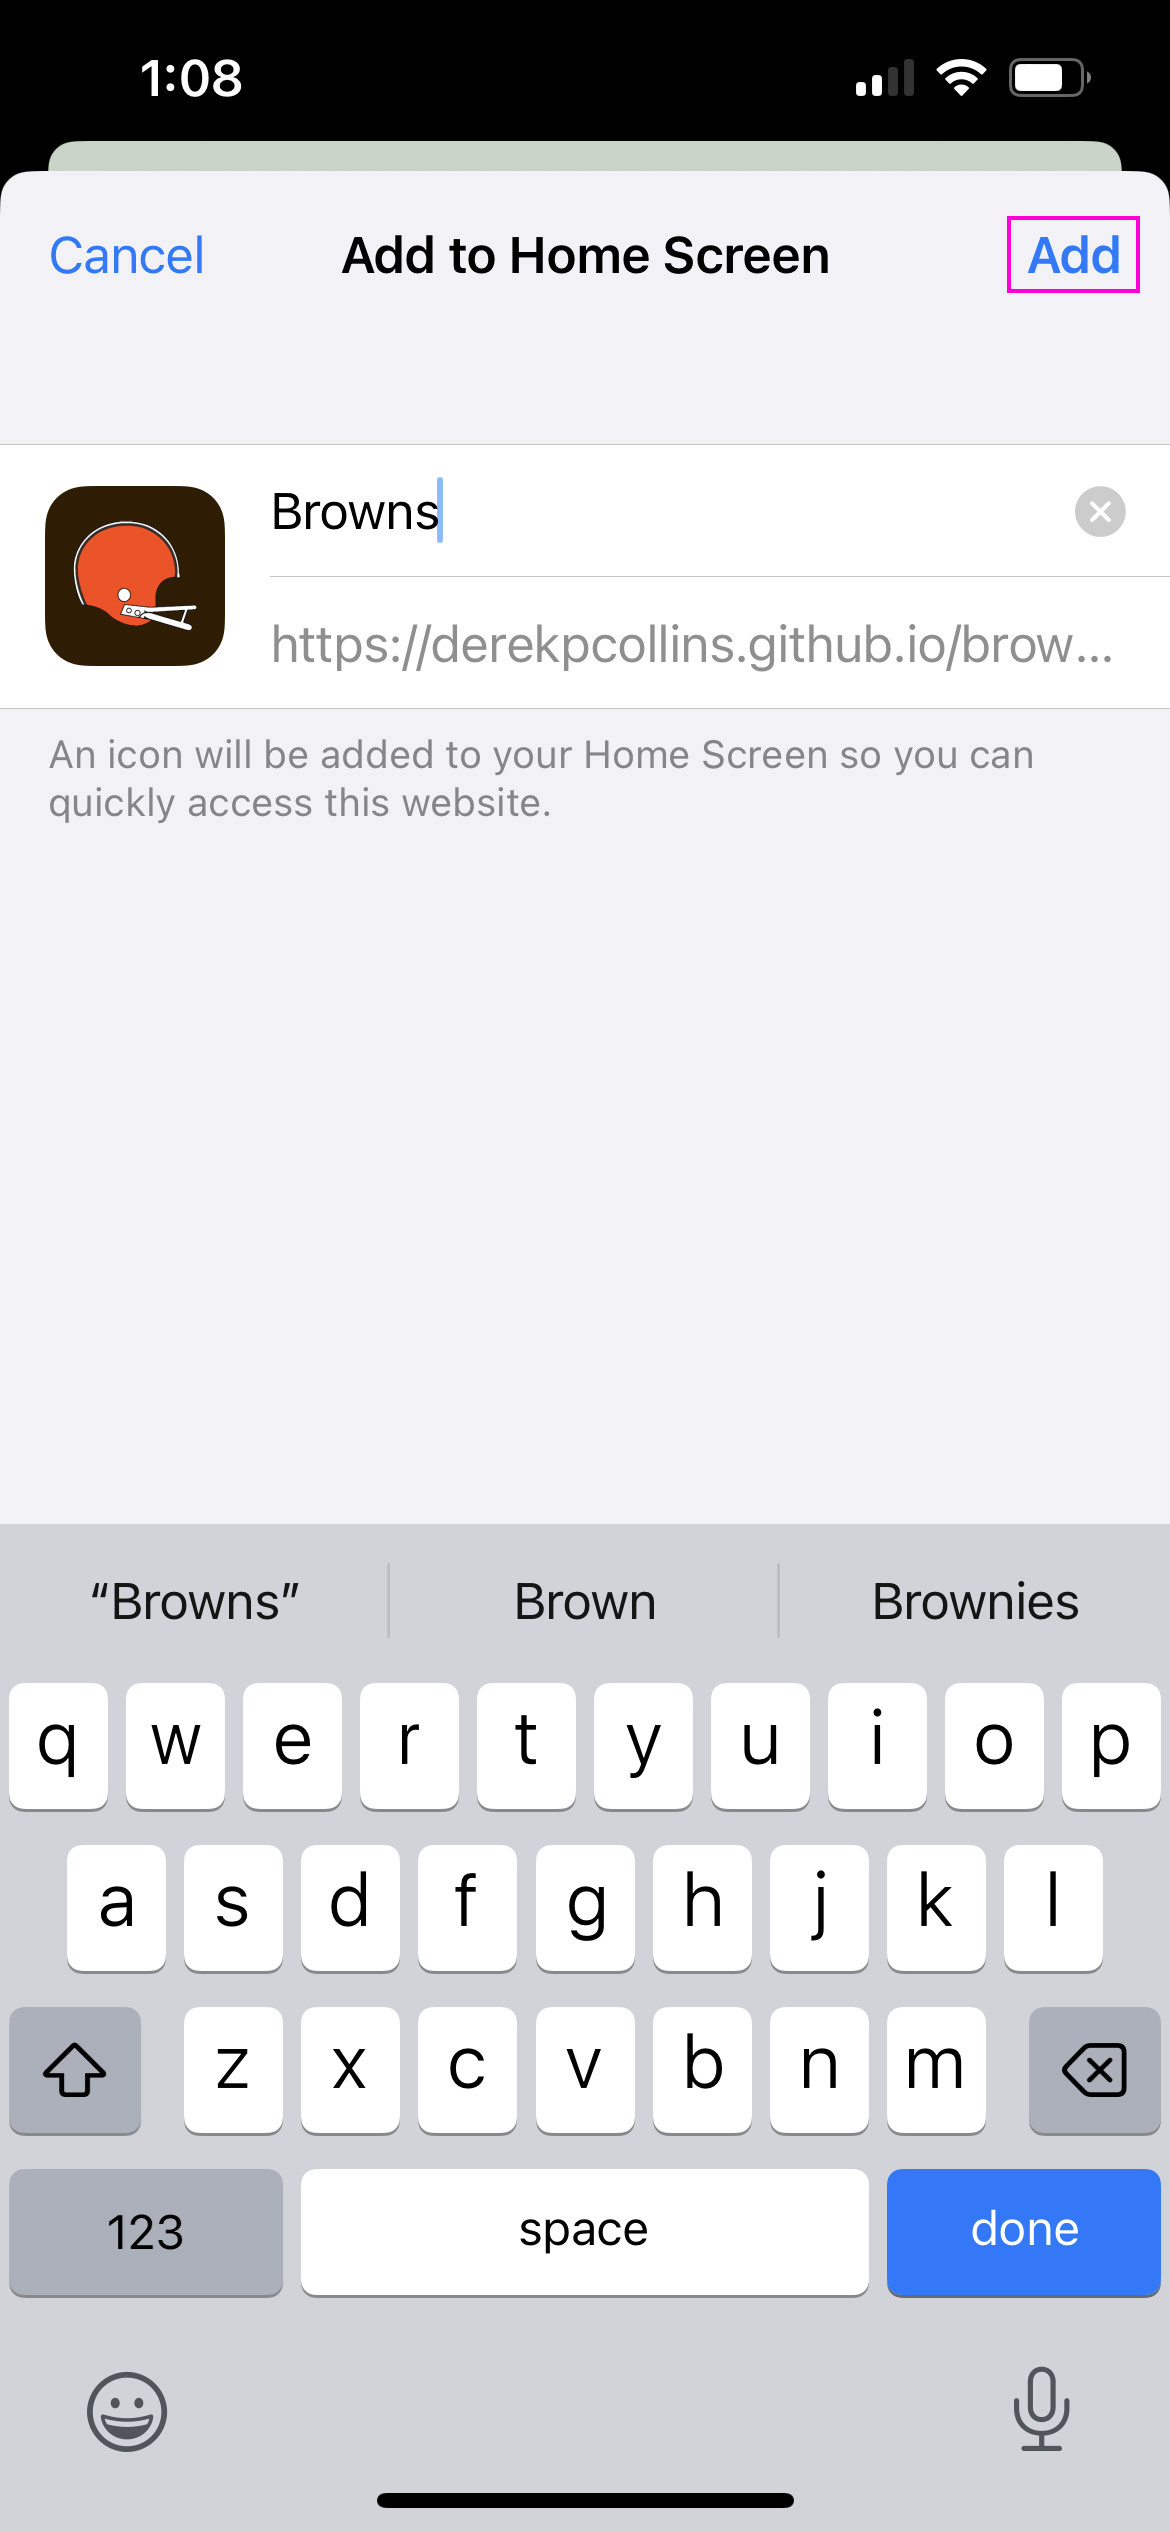 1:08
Cancel Add to Home Screen Add
Browns
https://derekpcollins.github.io/brow...
An icon will be added to your Home Screen so you can
quickly access this website.
“Browns” Brown Brownies
q w e r t y u i o p
a s d f g h j k l
z x c v b n m
123 space done